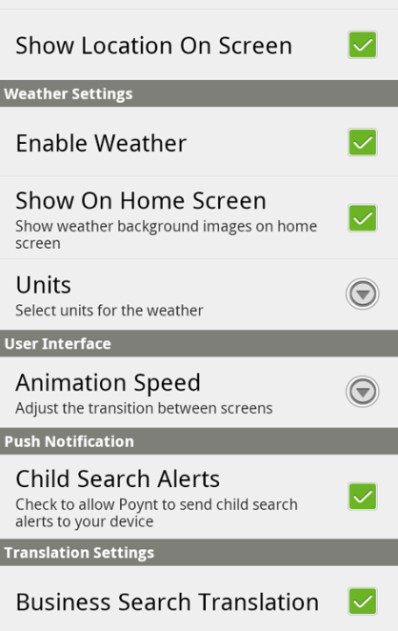 Show Location On Screen
Weather Settings
Enable Weather
Show On Home Screen
Show weather background images on home
screen
Units
Select units for the weather
User Interface
Animation Speed
Adjust the transition between screens
Push Notification
Child Search Alerts
Check to allow Poynt to send child search
alerts to your device
Translation Settings
Business Search Translation